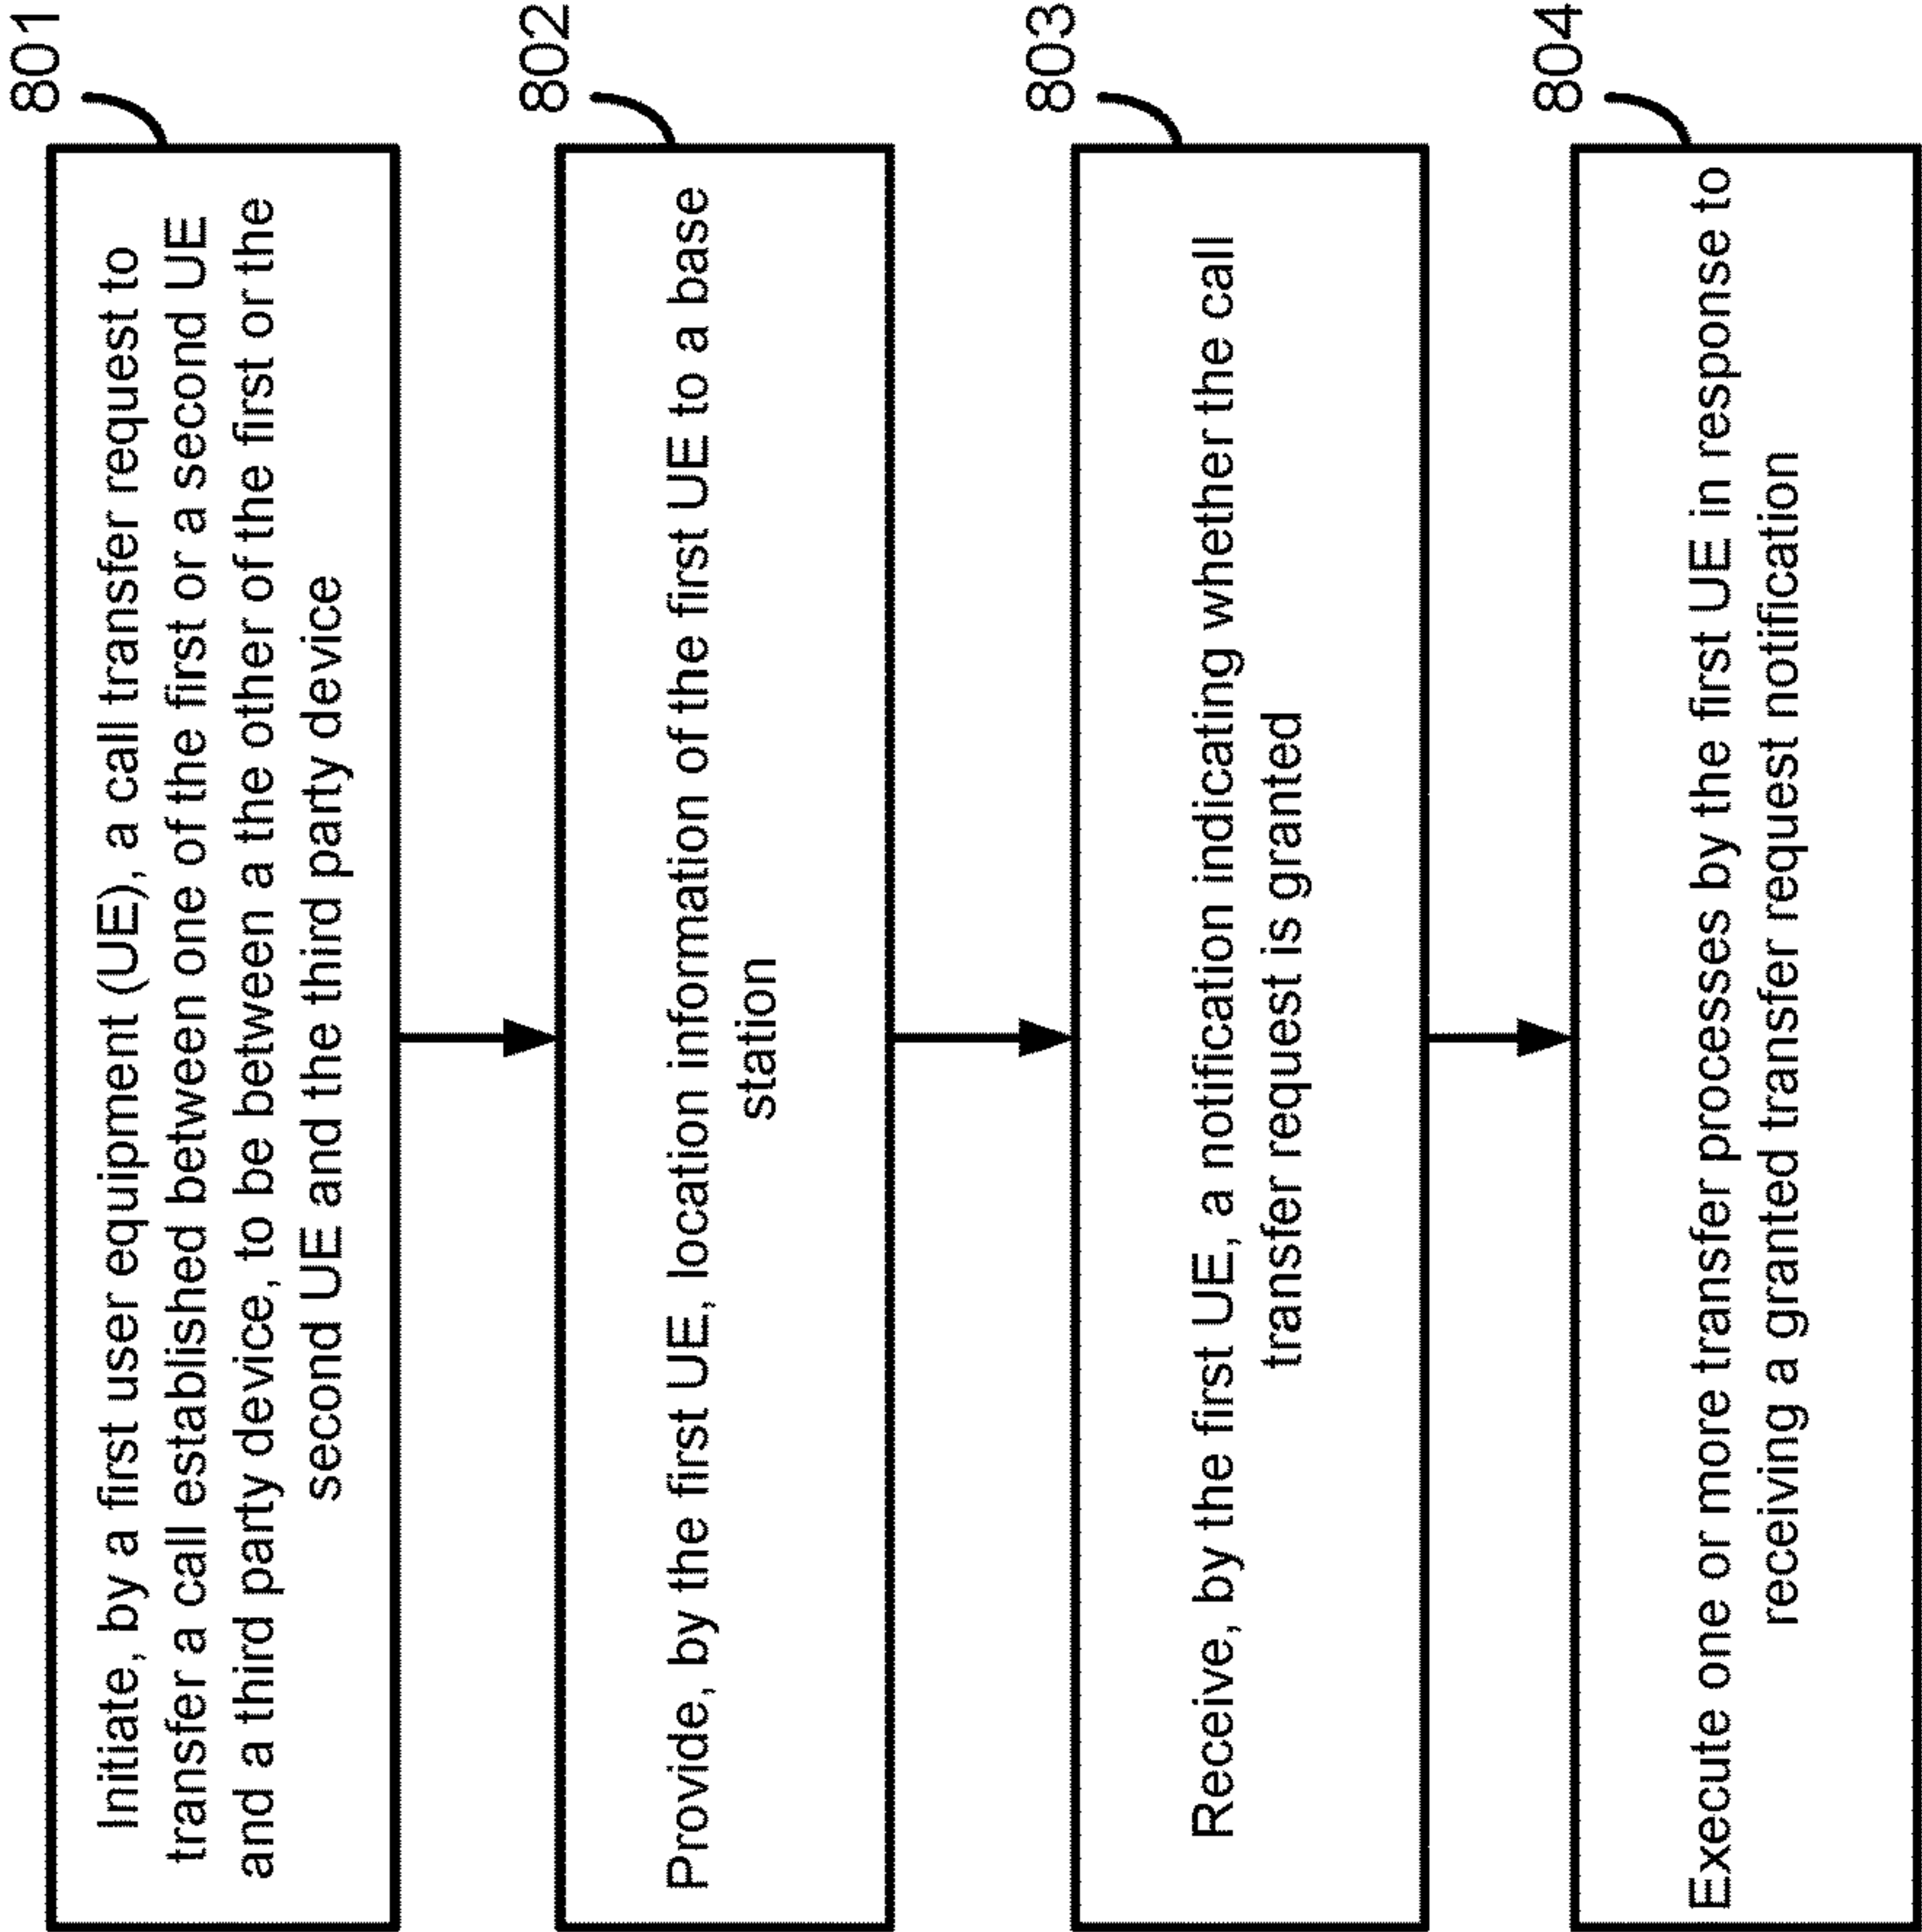 801
Initiate, by a first user equipment (UE), a call transfer request to
transfer a call established between one of the first or a second UE
and a third party device, to be between a the other of the first or the
second UE and the third party device
802
Provide, by the first UE, location information of the first UE to a base
station
803
Receive, by the first UE, a notification indicating whether the call
transfer request is granted
804
Execute one or more transfer processes by the first UE in response to
receiving a granted transfer request notification